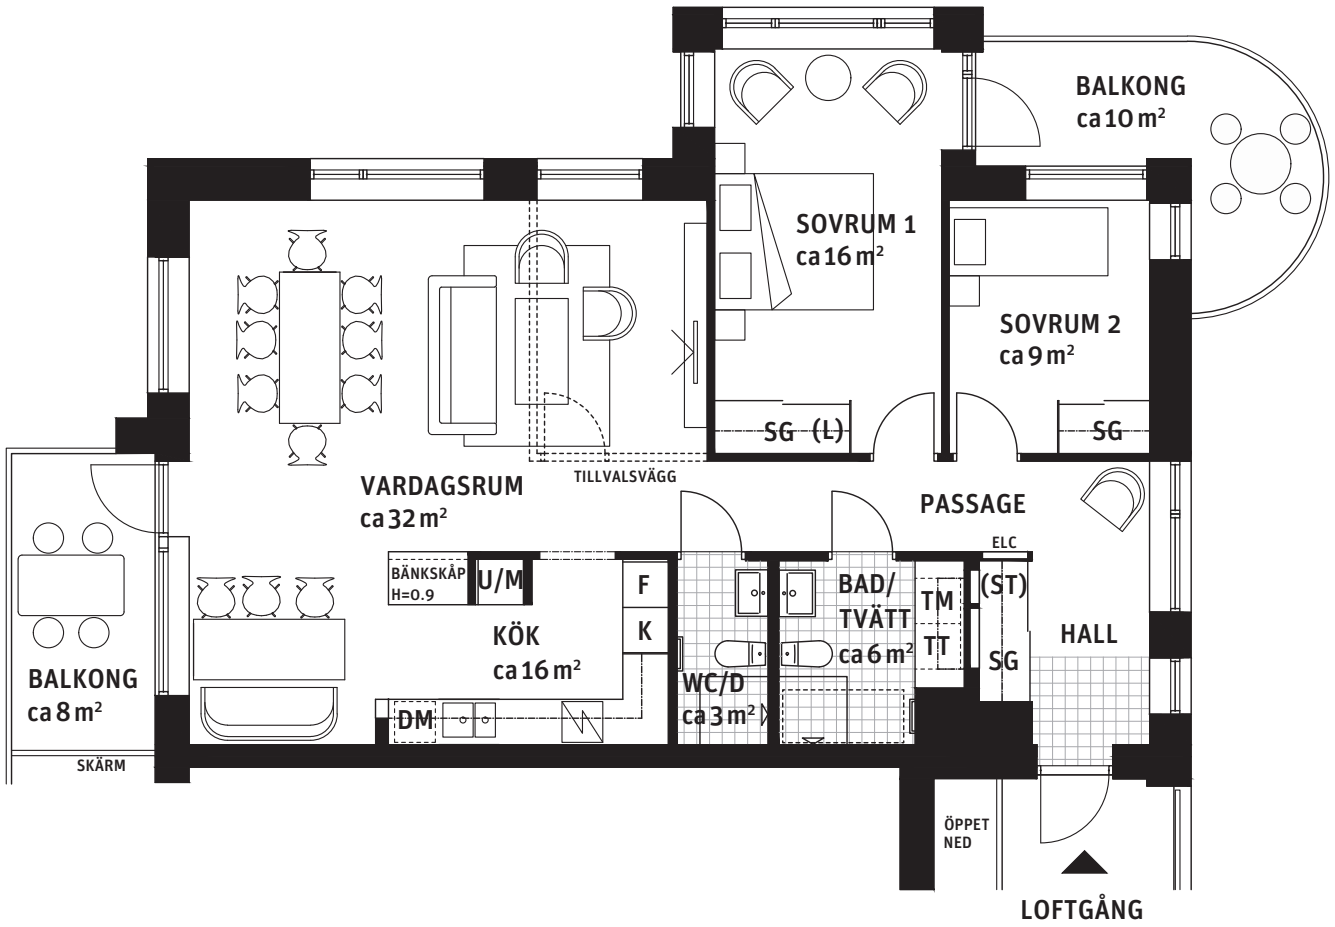 BALKONG
ca 10 m²
SOVRUM 1
ca 16 m²
SOVRUM 2
ca 9 m²
SG (L)
SG
TILLVALSVÄGG
VARDAGSRUM
ca 32 m²
PASSAGE
ELC
BÄNKSKÅP
H=0.9
U/M
F
K
KÖK
ca 16 m²
DM
WC/D
ca 3 m²
BAD/
TVÄTT
ca 6 m²
TM
TT
(ST)
SG
HALL
BALKONG
ca 8 m²
SKÄRM
ÖPPET
NED
LOFTGÅNG